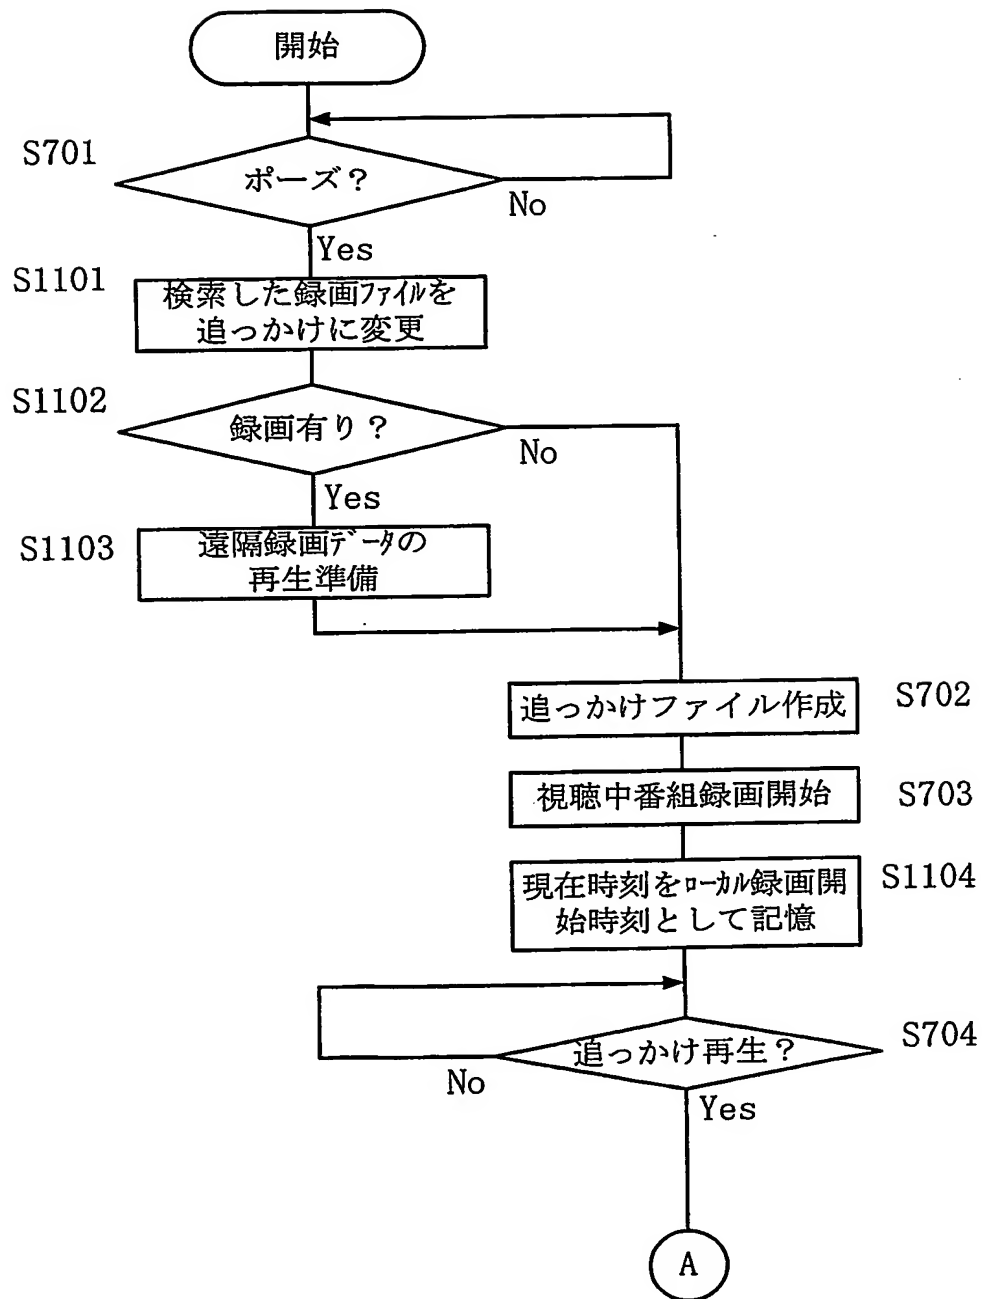 開始
S701
ポーズ?
No
Yes
S1101
検索した録画ファイルを
追っかけに変更
S1102
録画有り?
No
Yes
S1103
遠隔録画データの
再生準備
追っかけファイル作成
S702
視聴中番組録画開始
S703
現在時刻をローカル録画開
始時刻として記憶
S1104
追っかけ再生?
S704
No
Yes
A